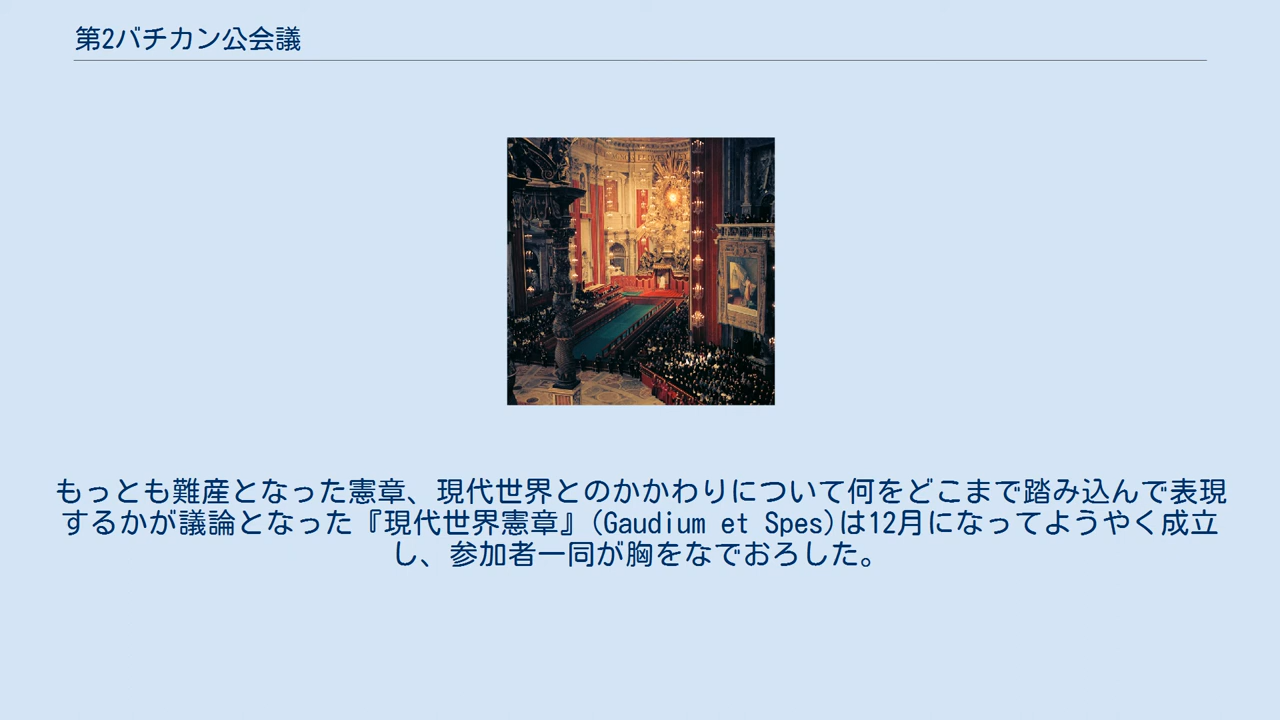 第2バチカン公会議
もっとも難産となった憲章、現代世界とのかかわりについて何をどこまで踏み込んで表現
するかが議論となった『現代世界憲章』(Gaudium et Spes)は12月になってようやく成立
し、参加者一同が胸をなでおろした。